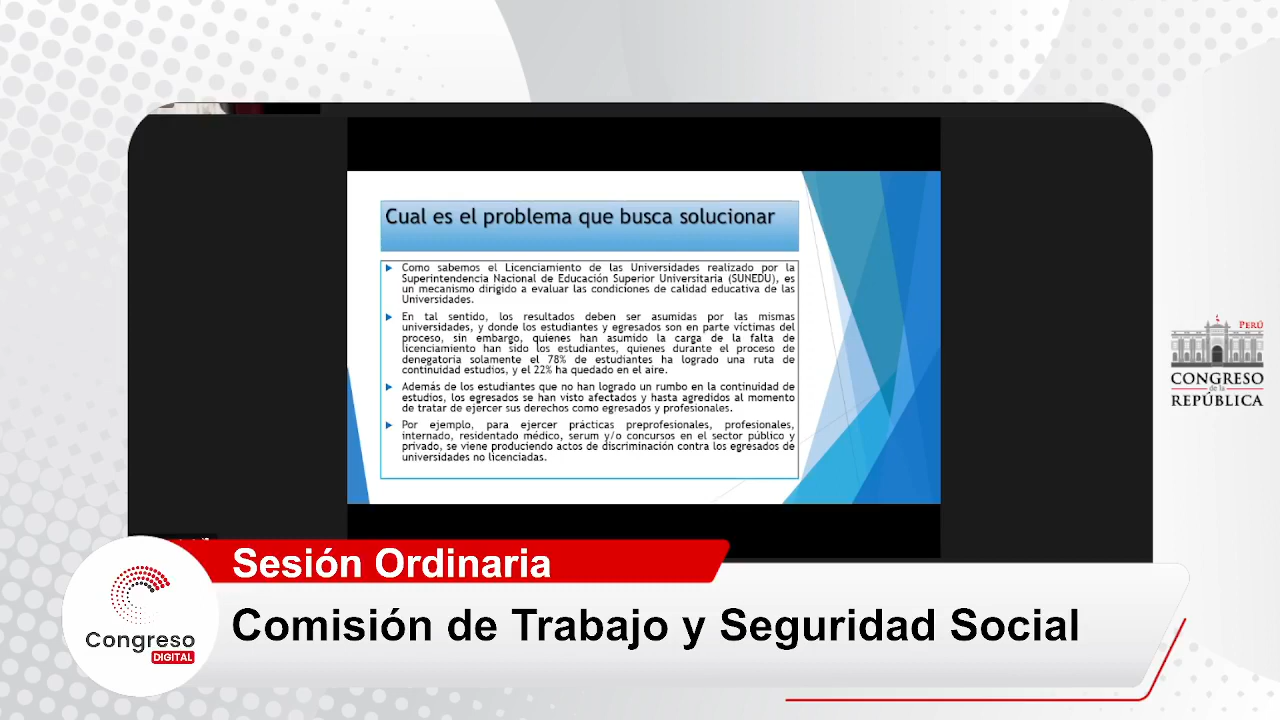 Cual es el problema que busca solucionar
Como sabemos el Licenciamiento de las Universidades realizado por la
Superintendencia Nacional de Educación Superior Universitaria (SUNEDU), es
un mecanismo dirigido a evaluar las condiciones de calidad educativa de las
Universidades.
En tal sentido, los resultados deben ser asumidas por las mismas
universidades, y donde los estudiantes y egresados son en parte víctimas del
proceso, sin embargo, quienes han asumido la carga de la falta de
licenciamiento han sido los estudiantes, quienes durante el proceso de
denegatoria solamente el 78% de estudiantes ha logrado una ruta de
continuidad estudios, y el 22% ha quedado en el aire.
Además de los estudiantes que no han logrado un rumbo en la continuidad de
estudios, los egresados se han visto afectados y hasta agredidos al momento
de tratar de ejercer sus derechos como egresados y profesionales.
Por ejemplo, para ejercer prácticas preprofesionales, profesionales,
internado, residentado médico, serum y/o concursos en el sector público y
privado, se viene produciendo actos de discriminación contra los egresados de
universidades no licenciadas.
PERÚ
CONGRESO
de la
REPÚBLICA
Sesión Ordinaria
Comisión de Trabajo y Seguridad Social
Congreso
DIGITAL